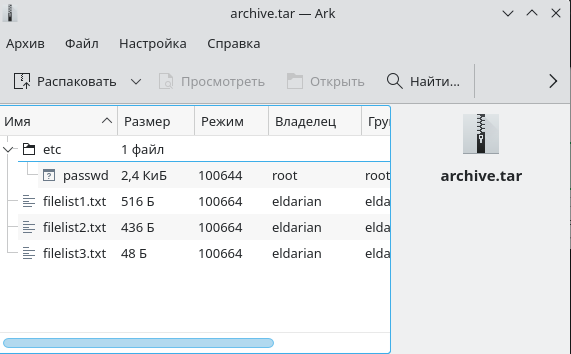 archive.tar — Ark
Архив Файл Настройка Справка
Распаковать Просмотреть Открыть Найти...
Имя Размер Режим Владелец Гру
etc 1 файл
passwd 2,4 КиБ 100644 root root
filelist1.txt 516 Б 100664 eldarian elda
filelist2.txt 436 Б 100664 eldarian elda
filelist3.txt 48 Б 100664 eldarian elda
archive.tar